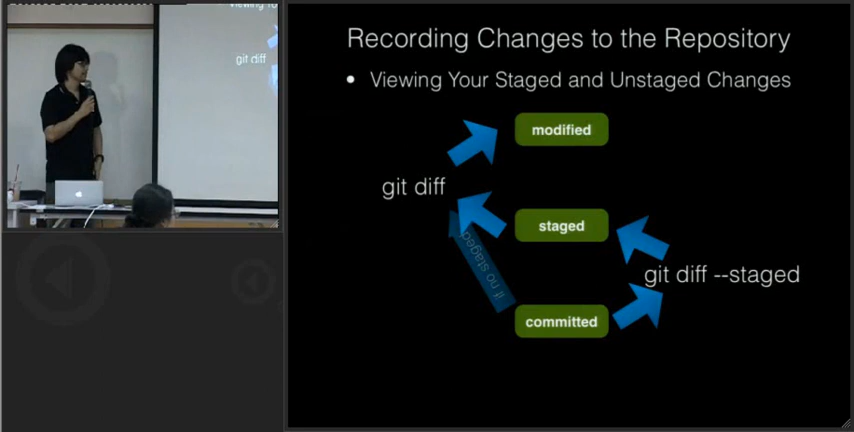 Recording Changes to the Repository
• Viewing Your Staged and Unstaged Changes
modified
git diff
staged
if no staged
git diff --staged
committed
git diff